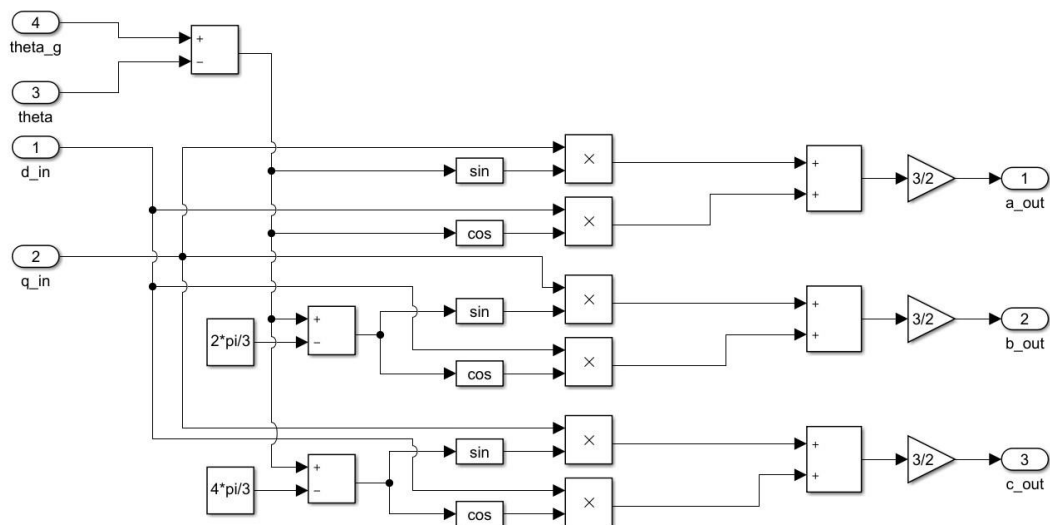 4
theta_g
+
−
3
theta
1
d_in
sin
×
+
+
3/2
1
a_out
cos
×
2
q_in
sin
×
+
+
3/2
2
b_out
2*pi/3
+
−
cos
×
sin
×
+
+
3/2
3
c_out
4*pi/3
+
−
cos
×